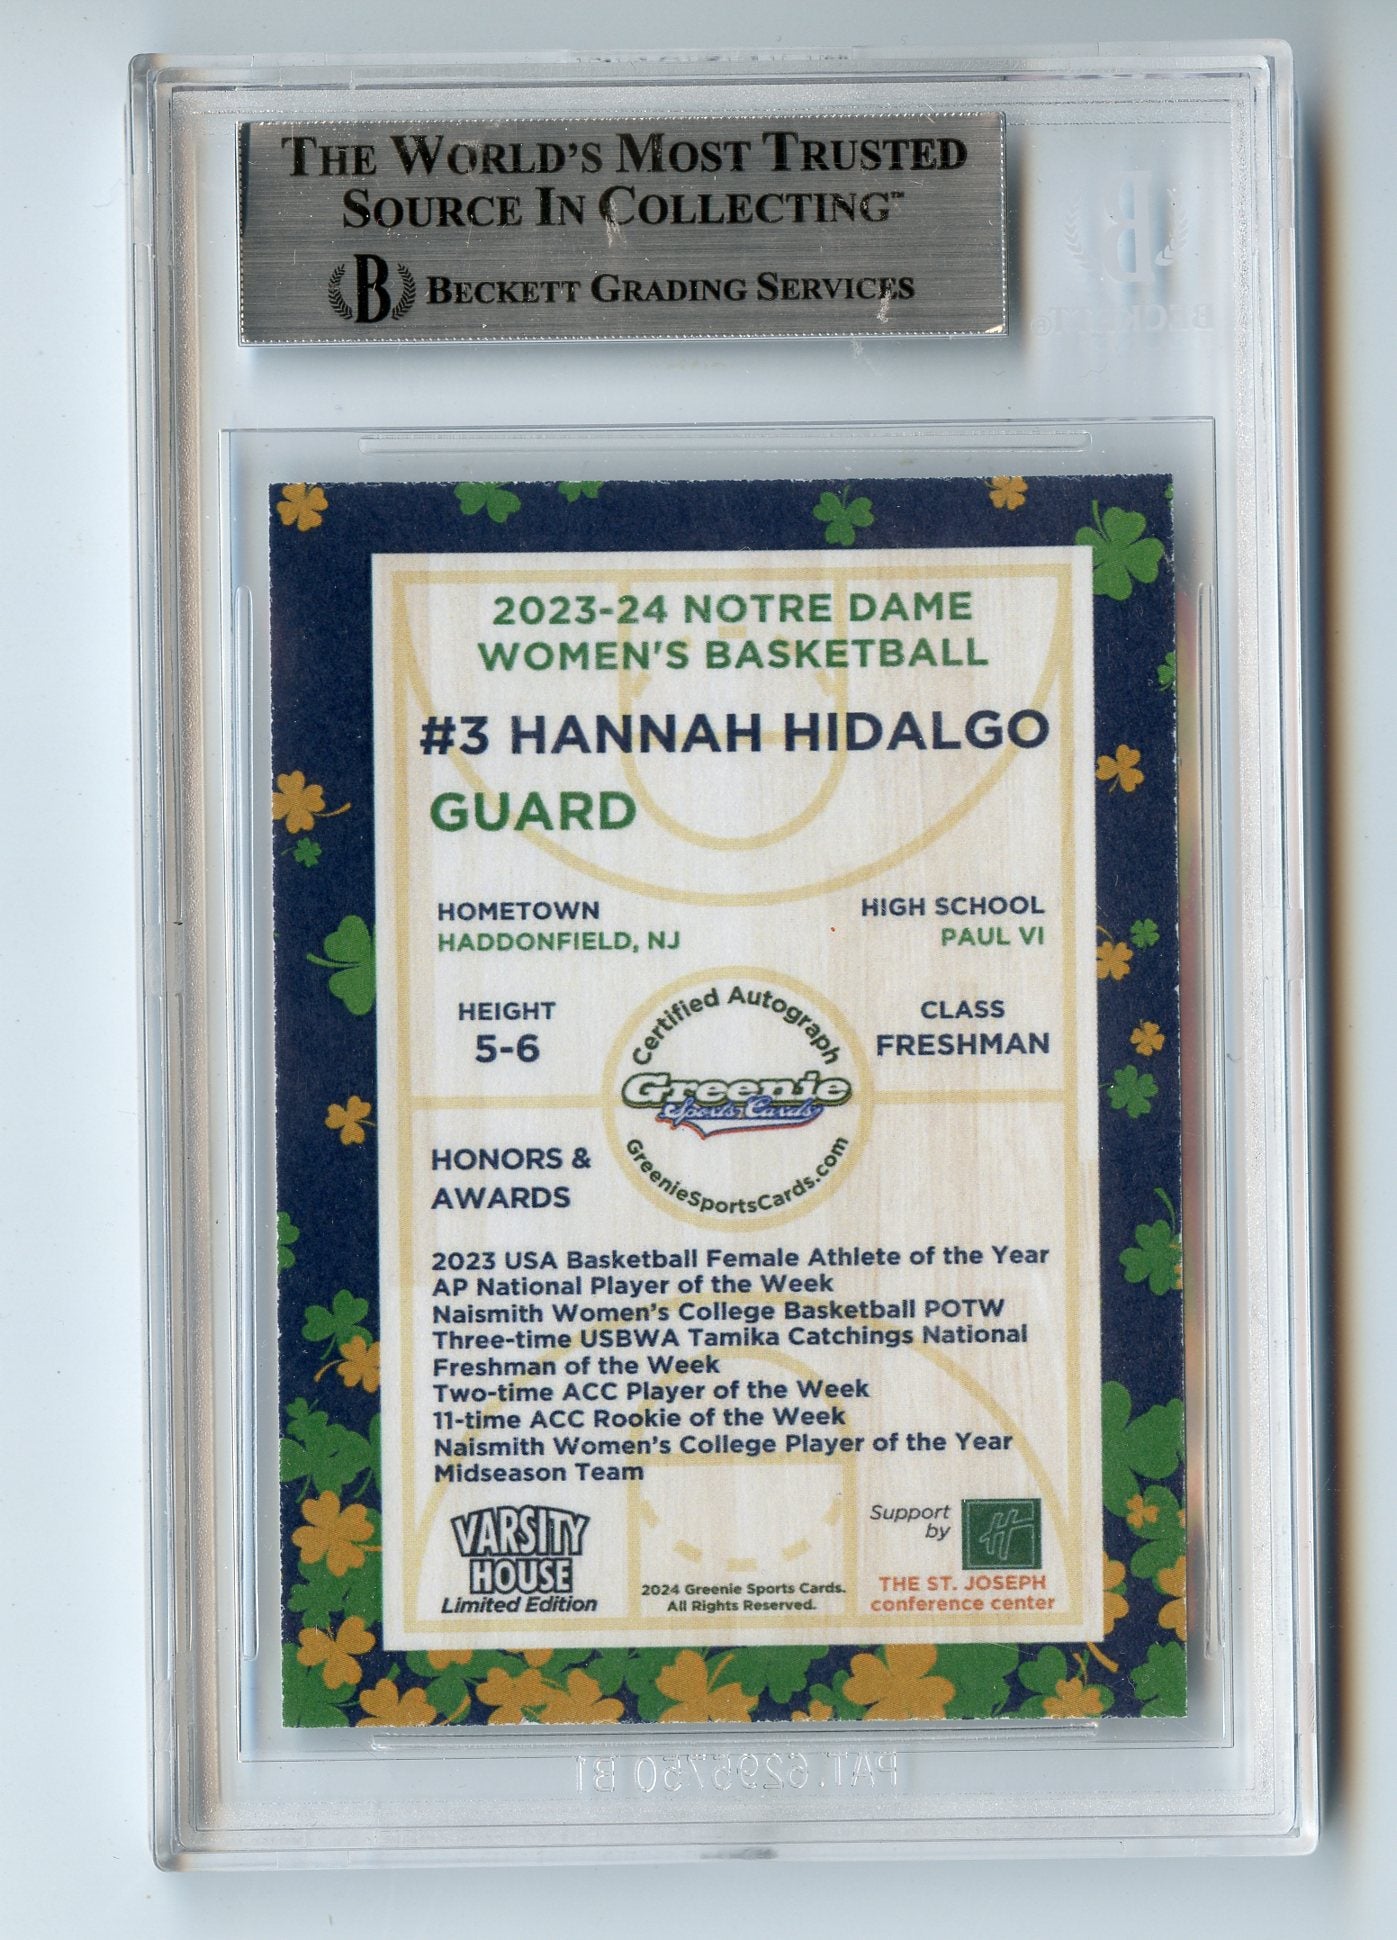 THE WORLD'S MOST TRUSTED
SOURCE IN COLLECTING™
B BECKETT GRADING SERVICES
B
BECKETT®
2023-24 NOTRE DAME
WOMEN'S BASKETBALL
#3 HANNAH HIDALGO
GUARD
HOMETOWN
HADDONFIELD, NJ
HIGH SCHOOL
PAUL VI
HEIGHT
5-6
CLASS
FRESHMAN
Certified Autograph
Greenie
Sports Cards
GreenieSportsCards.com
HONORS &
AWARDS
2023 USA Basketball Female Athlete of the Year
AP National Player of the Week
Naismith Women's College Basketball POTW
Three-time USBWA Tamika Catchings National
Freshman of the Week
Two-time ACC Player of the Week
11-time ACC Rookie of the Week
Naismith Women's College Player of the Year
Midseason Team
VARSITY
HOUSE
Limited Edition
2024 Greenie Sports Cards.
All Rights Reserved.
Support
by
H
THE ST. JOSEPH
conference center
PAT. 6295750 B1